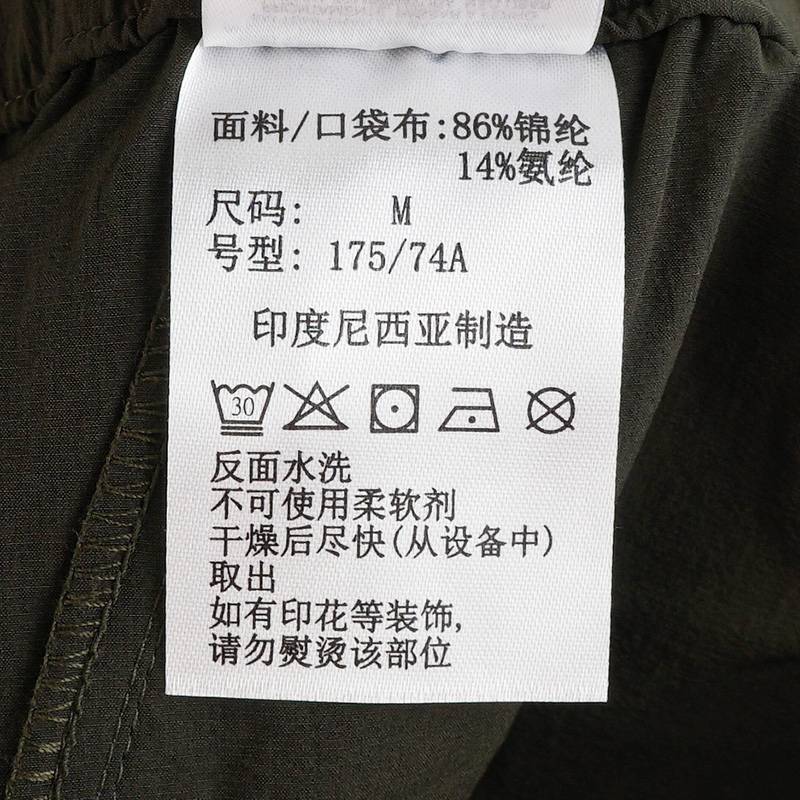 面料/口袋布:86%锦纶
14%氨纶
尺码: M
号型: 175/74A
印度尼西亚制造
30
反面水洗
不可使用柔软剂
干燥后尽快(从设备中)
取出
如有印花等装饰,
请勿熨烫该部位